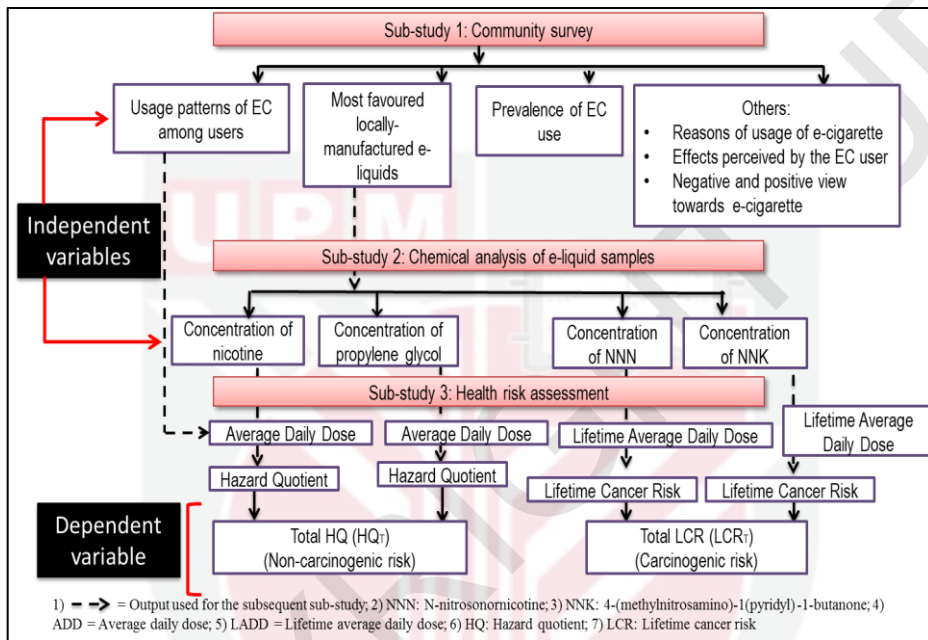 Sub-study 1: Community survey
Usage patterns of EC
among users
Most favoured
locally-
manufactured e-
liquids
Prevalence of EC
use
Others:
• Reasons of usage of e-cigarette
• Effects perceived by the EC user
• Negative and positive view
towards e-cigarette
Independent
variables
UPM
Sub-study 2: Chemical analysis of e-liquid samples
Concentration of
nicotine
Concentration of
propylene glycol
Concentration
of NNN
Concentration
of NNK
Sub-study 3: Health risk assessment
Average Daily Dose
Average Daily Dose
Lifetime Average Daily Dose
Lifetime Average
Daily Dose
Hazard Quotient
Hazard Quotient
Lifetime Cancer Risk
Lifetime Cancer Risk
Dependent
variable
Total HQ (HQT)
(Non-carcinogenic risk)
Total LCR (LCRT)
(Carcinogenic risk)
1) = Output used for the subsequent sub-study; 2) NNN: N-nitrosonornicotine; 3) NNK: 4-(methylnitrosamino)-1(pyridyl)-1-butanone; 4)
ADD = Average daily dose; 5) LADD = Lifetime average daily dose; 6) HQ: Hazard quotient; 7) LCR: Lifetime cancer risk